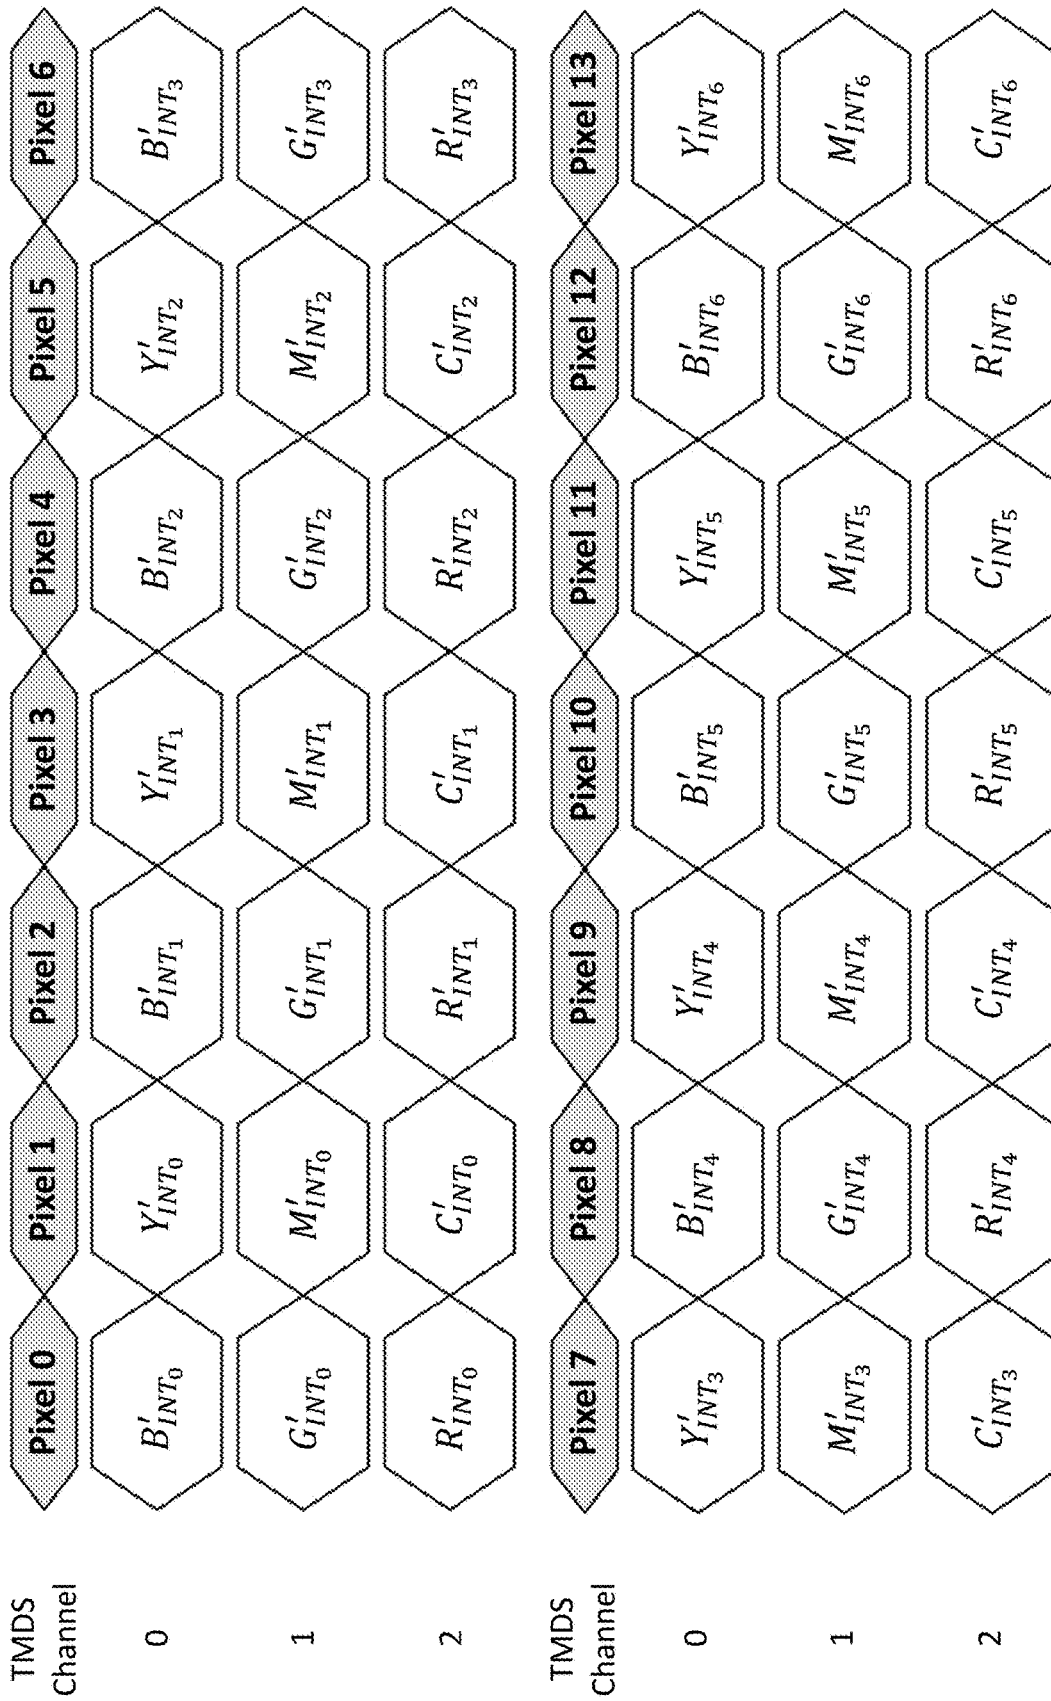 TMDS Channel Pixel 0 Pixel 1 Pixel 2 Pixel 3 Pixel 4 Pixel 5 Pixel 6
0 B′INT₀ Y′INT₀ B′INT₁ Y′INT₁ B′INT₂ Y′INT₂ B′INT₃
1 G′INT₀ M′INT₀ G′INT₁ M′INT₁ G′INT₂ M′INT₂ G′INT₃
2 R′INT₀ C′INT₀ R′INT₁ C′INT₁ R′INT₂ C′INT₂ R′INT₃
TMDS Channel Pixel 7 Pixel 8 Pixel 9 Pixel 10 Pixel 11 Pixel 12 Pixel 13
0 Y′INT₃ B′INT₄ Y′INT₄ B′INT₅ Y′INT₅ B′INT₆ Y′INT₆
1 M′INT₃ G′INT₄ M′INT₄ G′INT₅ M′INT₅ G′INT₆ M′INT₆
2 C′INT₃ R′INT₄ C′INT₄ R′INT₅ C′INT₅ R′INT₆ C′INT₆